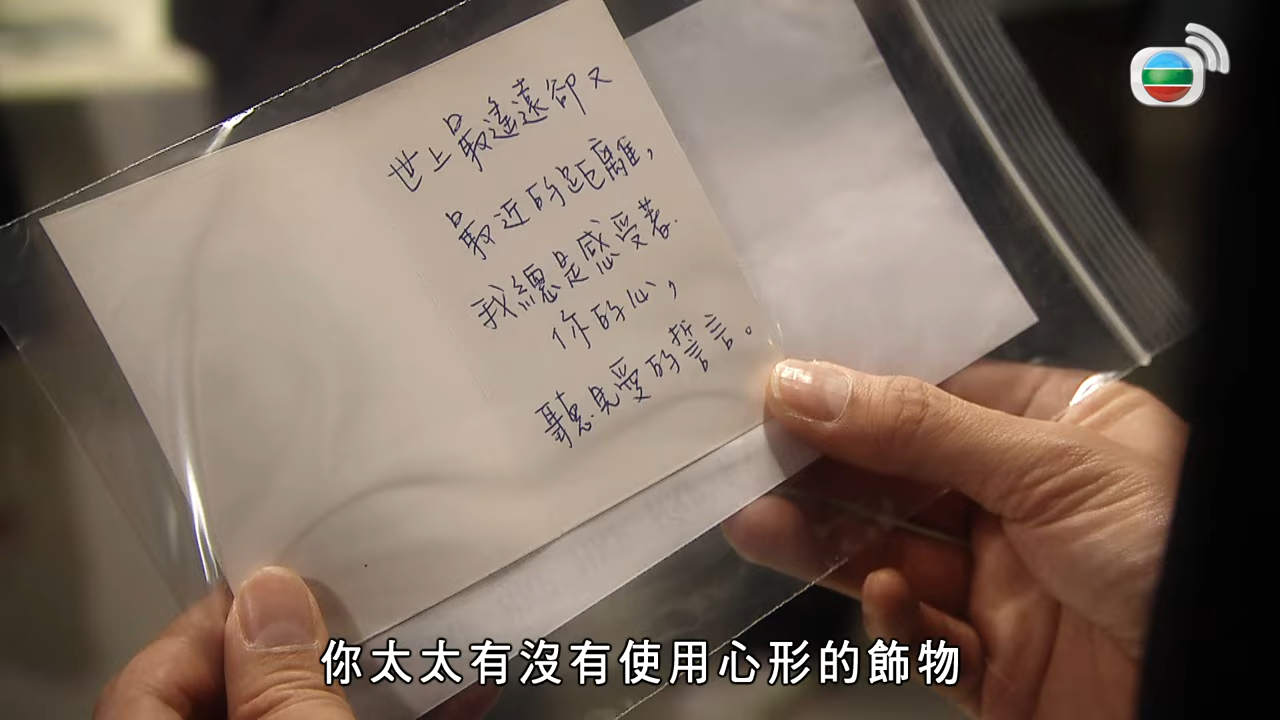 世上最遙遠卻又
最近的距離,
我總是感受著
你的心,
聽見愛的誓言。
你太太有沒有使用心形的飾物